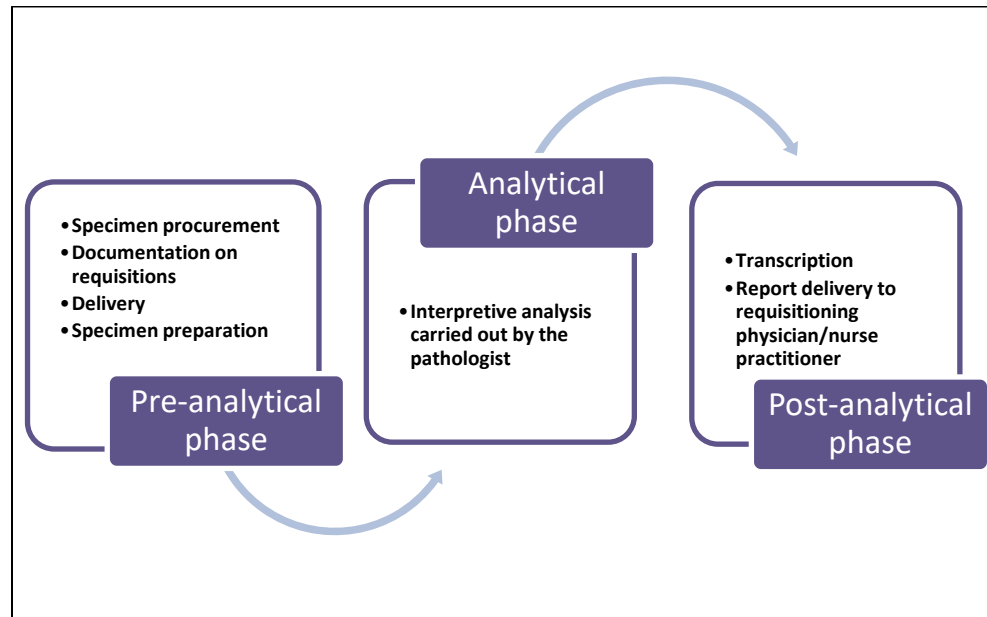 •Specimen procurement
•Documentation on
requisitions
•Delivery
•Specimen preparation
Pre-analytical
phase
Analytical
phase
•Interpretive analysis
carried out by the
pathologist
•Transcription
•Report delivery to
requisitioning
physician/nurse
practitioner
Post-analytical
phase